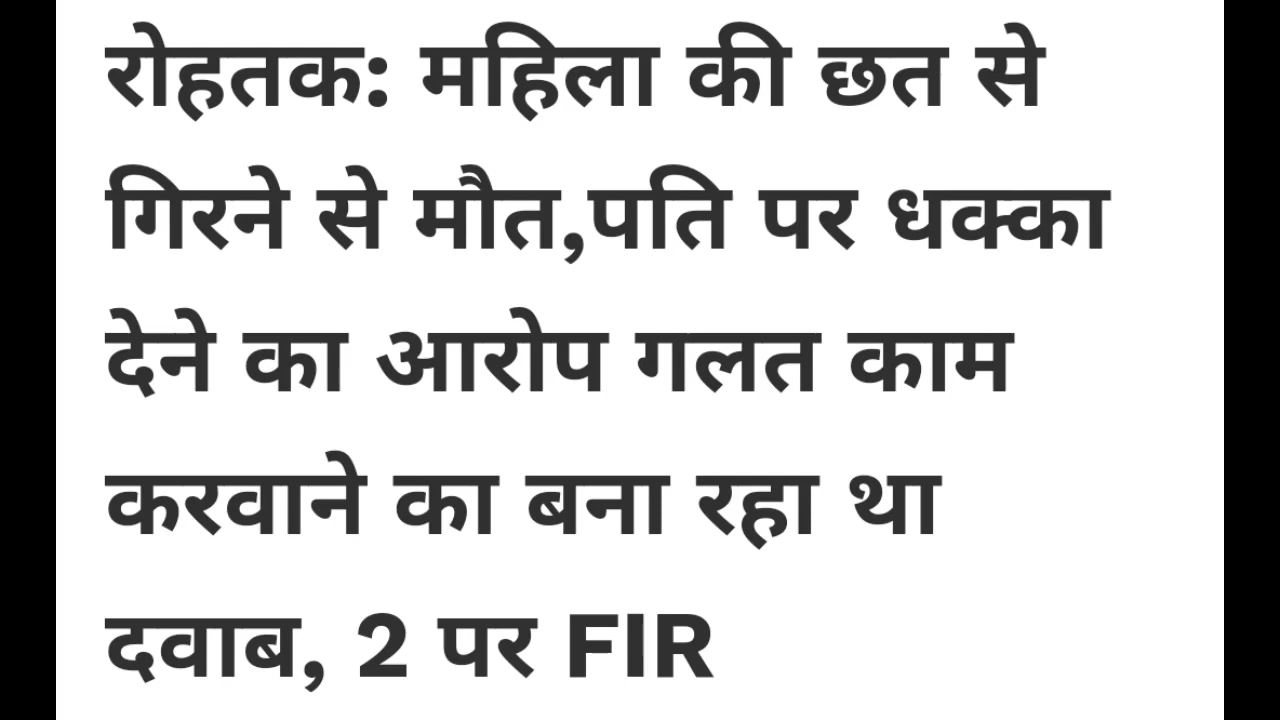 रोहतक: महिला की छत से
गिरने से मौत,पति पर धक्का
देने का आरोप गलत काम
करवाने का बना रहा था
दवाब, 2 पर FIR